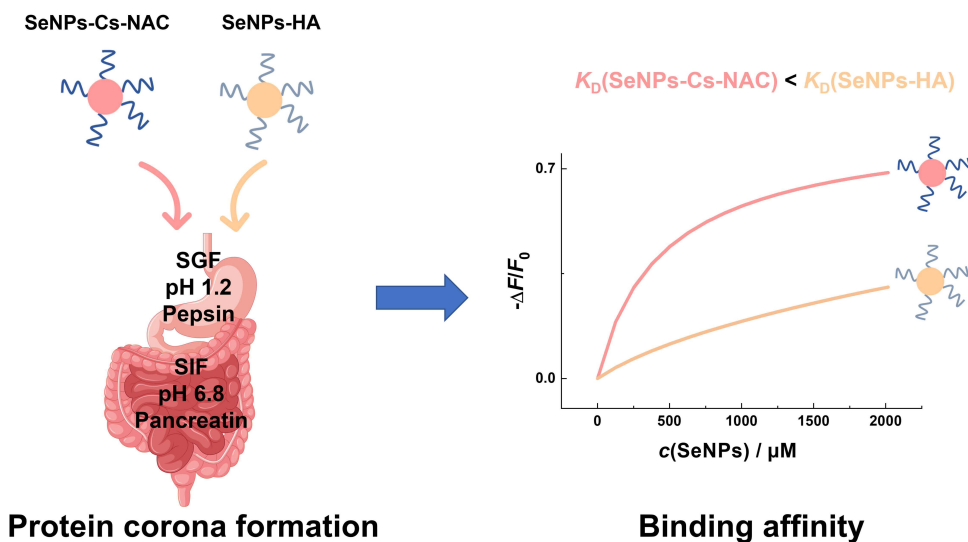 SeNPs-Cs-NAC
SeNPs-HA
SGF
pH 1.2
Pepsin
SIF
pH 6.8
Pancreatin
Protein corona formation
K_D(SeNPs-Cs-NAC) < K_D(SeNPs-HA)
0.7
0.0
-ΔF/F₀
0 500 1000 1500 2000
c(SeNPs) / μM
Binding affinity